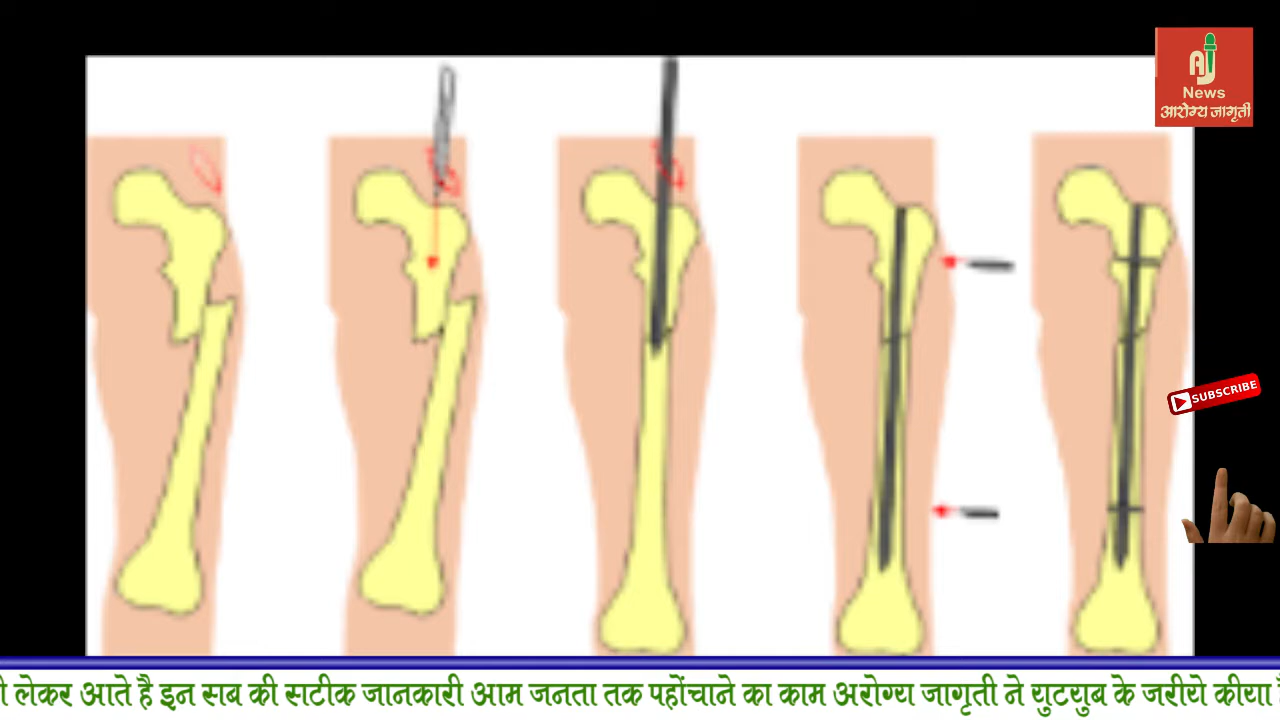 AJ
News
आरोग्य जागृती
SUBSCRIBE
लेकर आते है इन सब की सटीक जानकारी आम जनता तक पहोंचाने का काम अरोग्य जागृती ने युटयुब के जरीये कीया